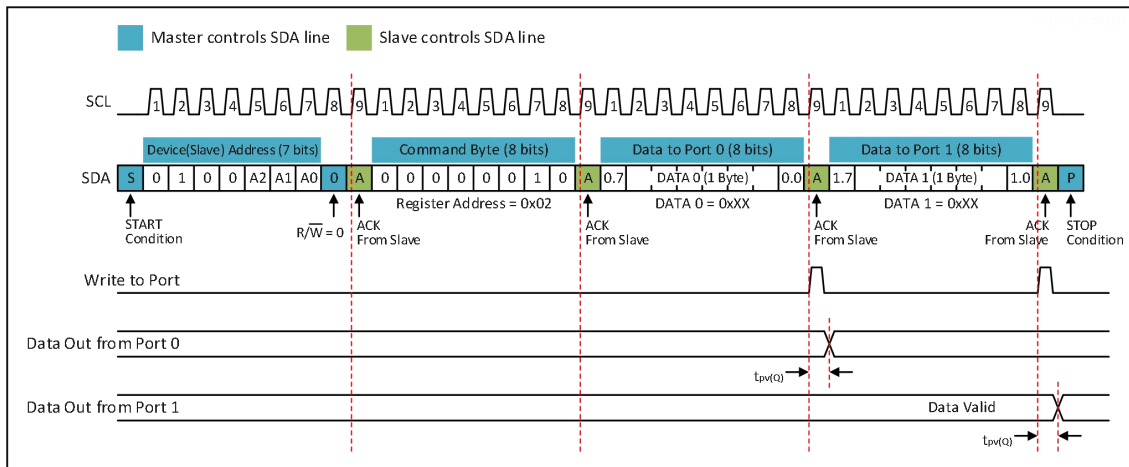 Master controls SDA line Slave controls SDA line
SCL 1 2 3 4 5 6 7 8 9 1 2 3 4 5 6 7 8 9 1 2 3 4 5 6 7 8 9 1 2 3 4 5 6 7 8 9
Device(Slave) Address (7 bits) Command Byte (8 bits) Data to Port 0 (8 bits) Data to Port 1 (8 bits)
SDA S 0 1 0 0 A2 A1 A0 0 A 0 0 0 0 0 0 1 0 A 0.7 DATA 0 (1 Byte) 0.0 A 1.7 DATA 1 (1 Byte) 1.0 A P
Register Address = 0x02 DATA 0 = 0xXX DATA 1 = 0xXX
START
Condition
R/W̅ = 0
ACK
From Slave
ACK
From Slave
ACK
From Slave
ACK
From Slave
STOP
Condition
Write to Port
Data Out from Port 0
tpv(Q)
Data Out from Port 1 Data Valid
tpv(Q)